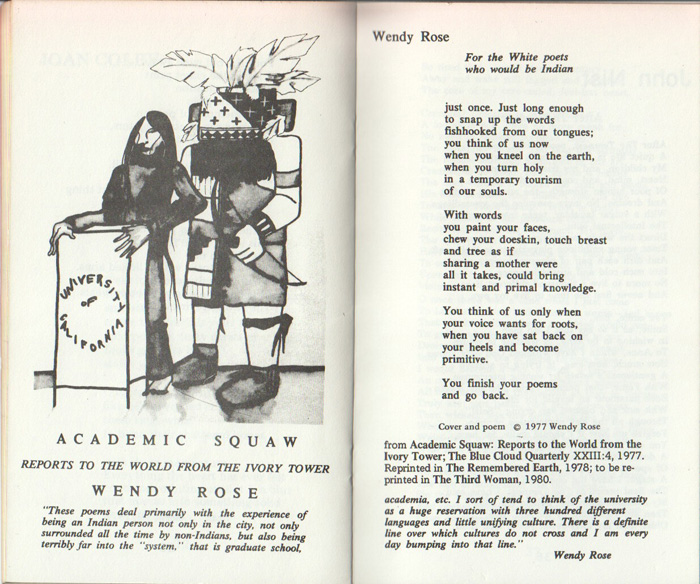 UNIVERSITY
OF
CALIFORNIA
ACADEMIC SQUAW
REPORTS TO THE WORLD FROM THE IVORY TOWER
WENDY ROSE
"These poems deal primarily with the experience of
being an Indian person not only in the city, not only
surrounded all the time by non-Indians, but also being
terribly far into the "system," that is graduate school,
Wendy Rose
For the White poets
who would be Indian
just once. Just long enough
to snap up the words
fishhooked from our tongues;
you think of us now
when you kneel on the earth,
when you turn holy
in a temporary tourism
of our souls.
With words
you paint your faces,
chew your doeskin, touch breast
and tree as if
sharing a mother were
all it takes, could bring
instant and primal knowledge.
You think of us only when
your voice wants for roots,
when you have sat back on
your heels and become
primitive.
You finish your poems
and go back.
Cover and poem © 1977 Wendy Rose
from Academic Squaw: Reports to the World from the
Ivory Tower; The Blue Cloud Quarterly XXIII:4, 1977.
Reprinted in The Remembered Earth, 1978; to be re-
printed in The Third Woman, 1980.
academia, etc. I sort of tend to think of the university
as a huge reservation with three hundred different
languages and little unifying culture. There is a definite
line over which cultures do not cross and I am every
day bumping into that line."
Wendy Rose